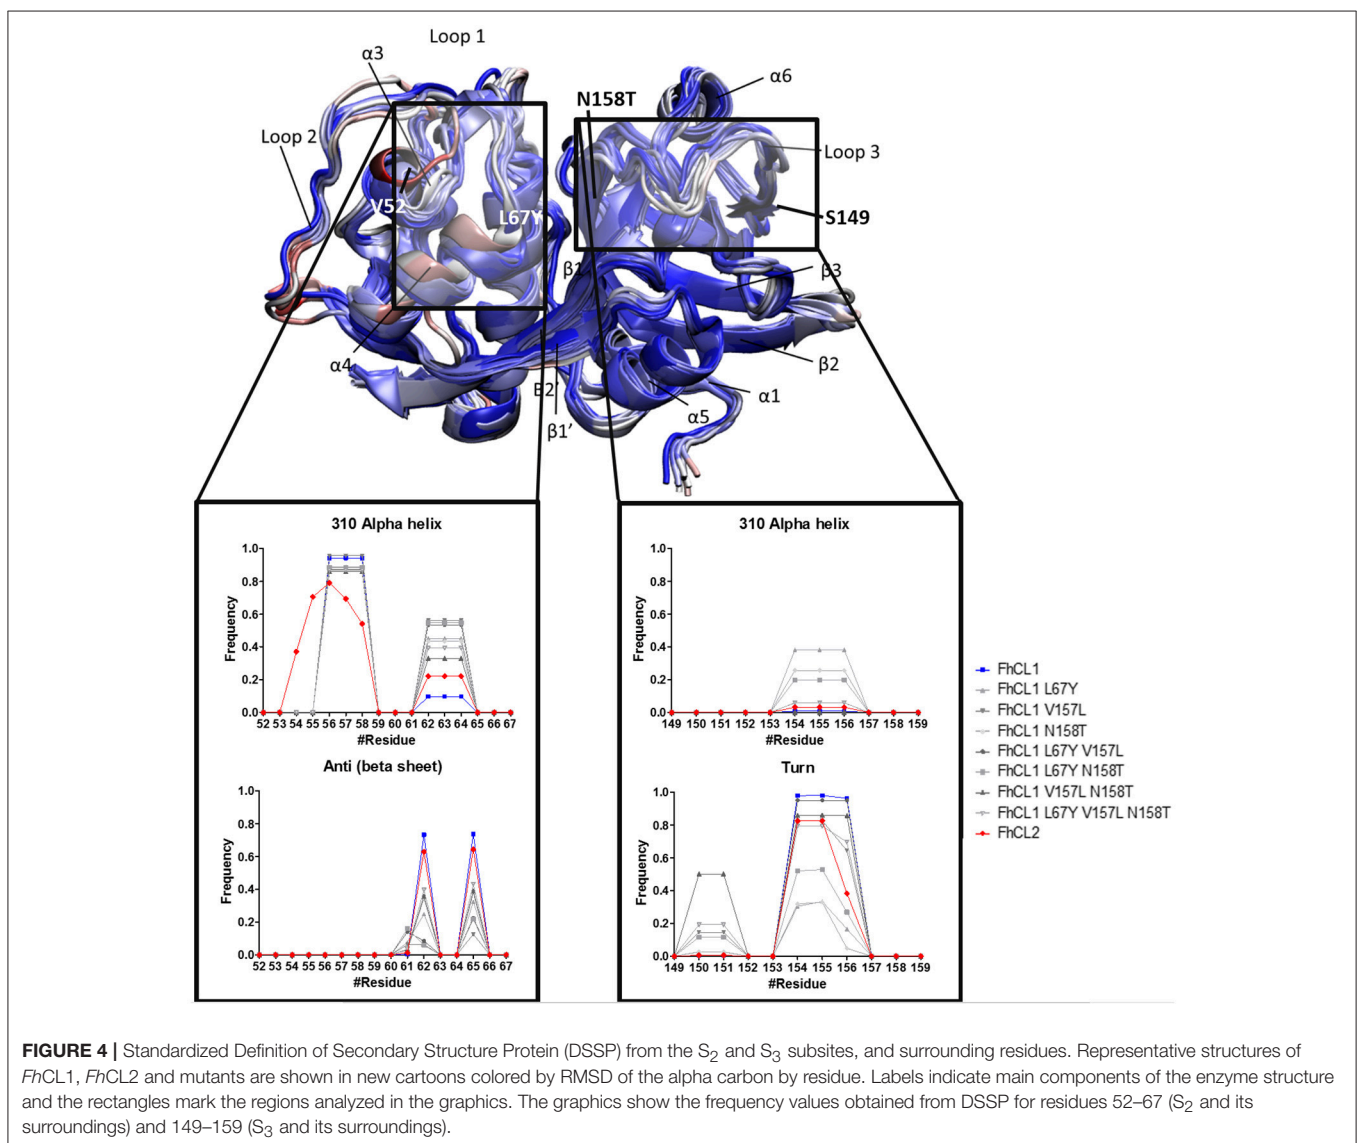 Loop 1
α3
α6
N158T
Loop 2
Loop 3
V52
L67Y
S149
β1
β3
α4
β2
B2'
α1
α5
β1’
310 Alpha helix
1.0
0.8
0.6
0.4
0.2
0.0
Frequency
52 53 54 55 56 57 58 59 60 61 62 63 64 65 66 67
#Residue
Anti (beta sheet)
1.0
0.8
0.6
0.4
0.2
0.0
Frequency
52 53 54 55 56 57 58 59 60 61 62 63 64 65 66 67
#Residue
310 Alpha helix
1.0
0.8
0.6
0.4
0.2
0.0
Frequency
149 150 151 152 153 154 155 156 157 158 159
#Residue
Turn
1.0
0.8
0.6
0.4
0.2
0.0
Frequency
149 150 151 152 153 154 155 156 157 158 159
#Residue
FhCL1
FhCL1 L67Y
FhCL1 V157L
FhCL1 N158T
FhCL1 L67Y V157L
FhCL1 L67Y N158T
FhCL1 V157L N158T
FhCL1 L67Y V157L N158T
FhCL2
FIGURE 4 | Standardized Definition of Secondary Structure Protein (DSSP) from the S2 and S3 subsites, and surrounding residues. Representative structures of
FhCL1, FhCL2 and mutants are shown in new cartoons colored by RMSD of the alpha carbon by residue. Labels indicate main components of the enzyme structure
and the rectangles mark the regions analyzed in the graphics. The graphics show the frequency values obtained from DSSP for residues 52–67 (S2 and its
surroundings) and 149–159 (S3 and its surroundings).